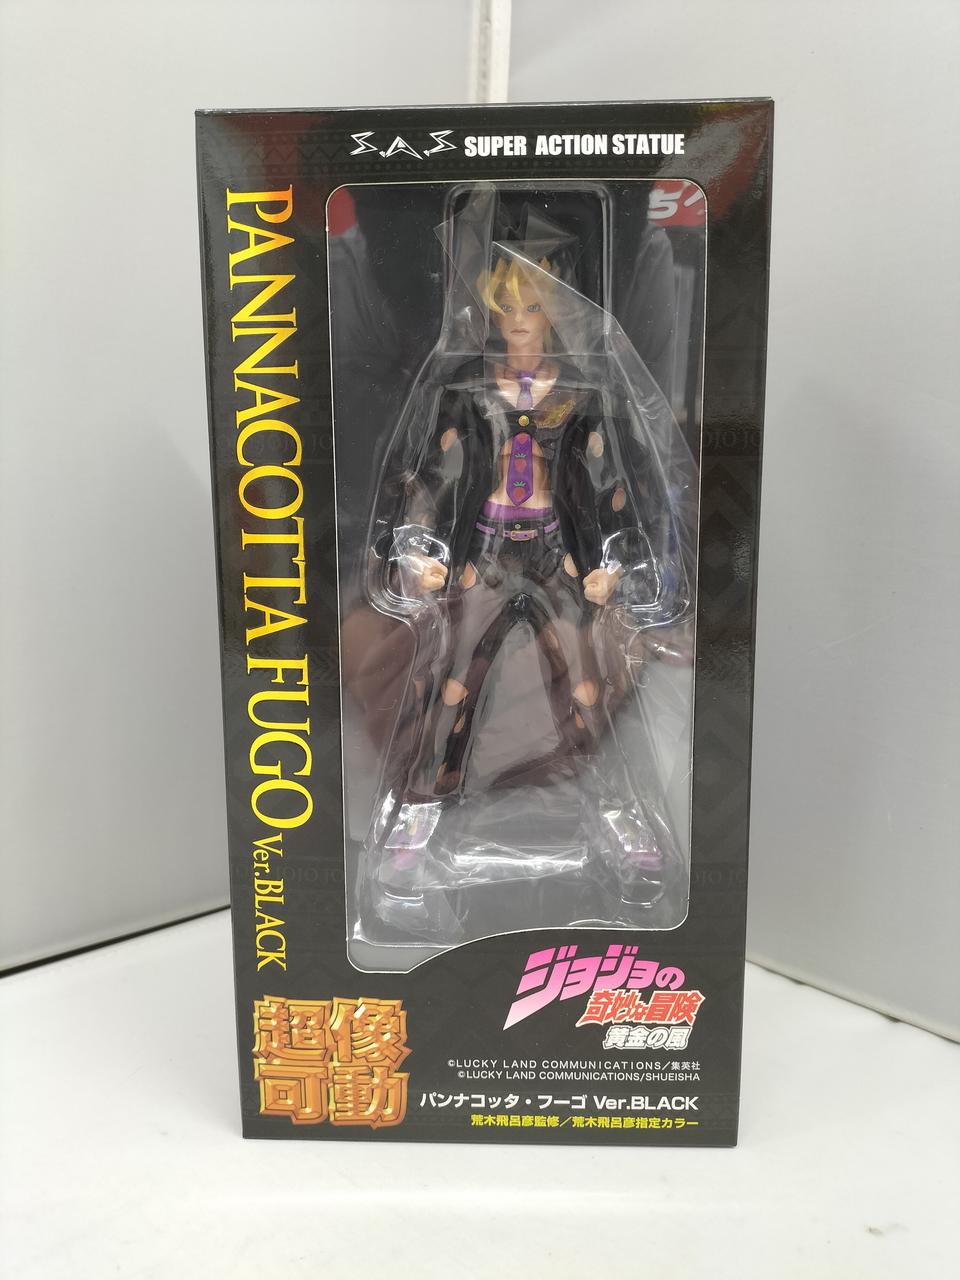 S.A.S SUPER ACTION STATUE
PANNACOTTA FUGO Ver.BLACK
ジョジョの
奇妙な冒険
黄金の風
超像
可動
©LUCKY LAND COMMUNICATIONS／集英社
©LUCKY LAND COMMUNICATIONS/SHUEISHA
パンナコッタ・フーゴ Ver.BLACK
荒木飛呂彦監修／荒木飛呂彦指定カラー